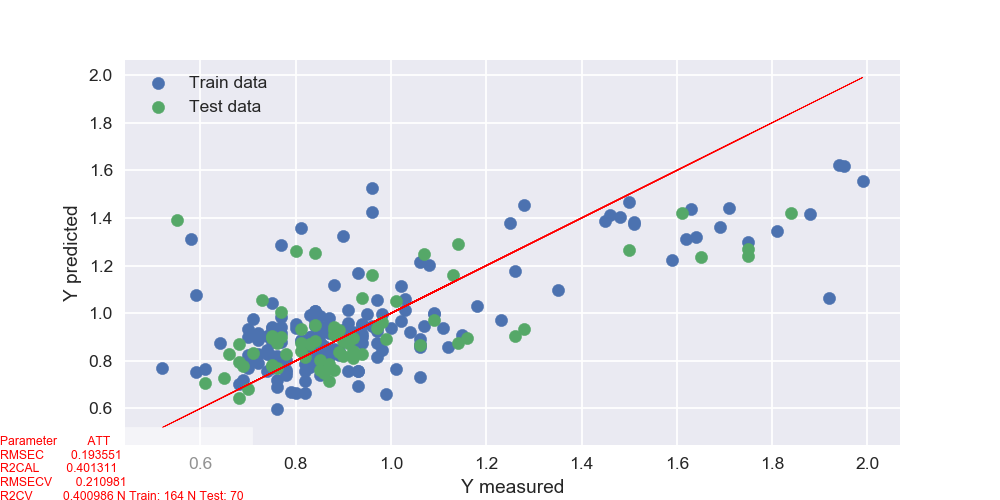 2.0
1.8
1.6
1.4
1.2
1.0
0.8
0.6
Y predicted
Train data
Test data
0.6 0.8 1.0 1.2 1.4 1.6 1.8 2.0
Y measured
Parameter ATT
RMSEC 0.193551
R2CAL 0.401311
RMSECV 0.210981
R2CV 0.400986 N Train: 164 N Test: 70